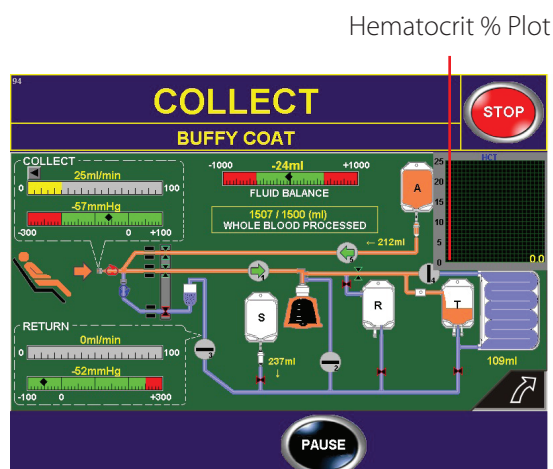 Hematocrit % Plot
94
COLLECT
BUFFY COAT
STOP
COLLECT
25ml/min
0 100
-57mmHg
-300 0 +100
-1000 -24ml +1000
FLUID BALANCE
1507 / 1500 (ml)
WHOLE BLOOD PROCESSED
HCT
25
20
15
10
5
0
0.0
A
← 212ml
S
R
T
237ml
↓
109ml
RETURN
0ml/min
0 100
-52mmHg
-100 0 +300
3
2
PAUSE